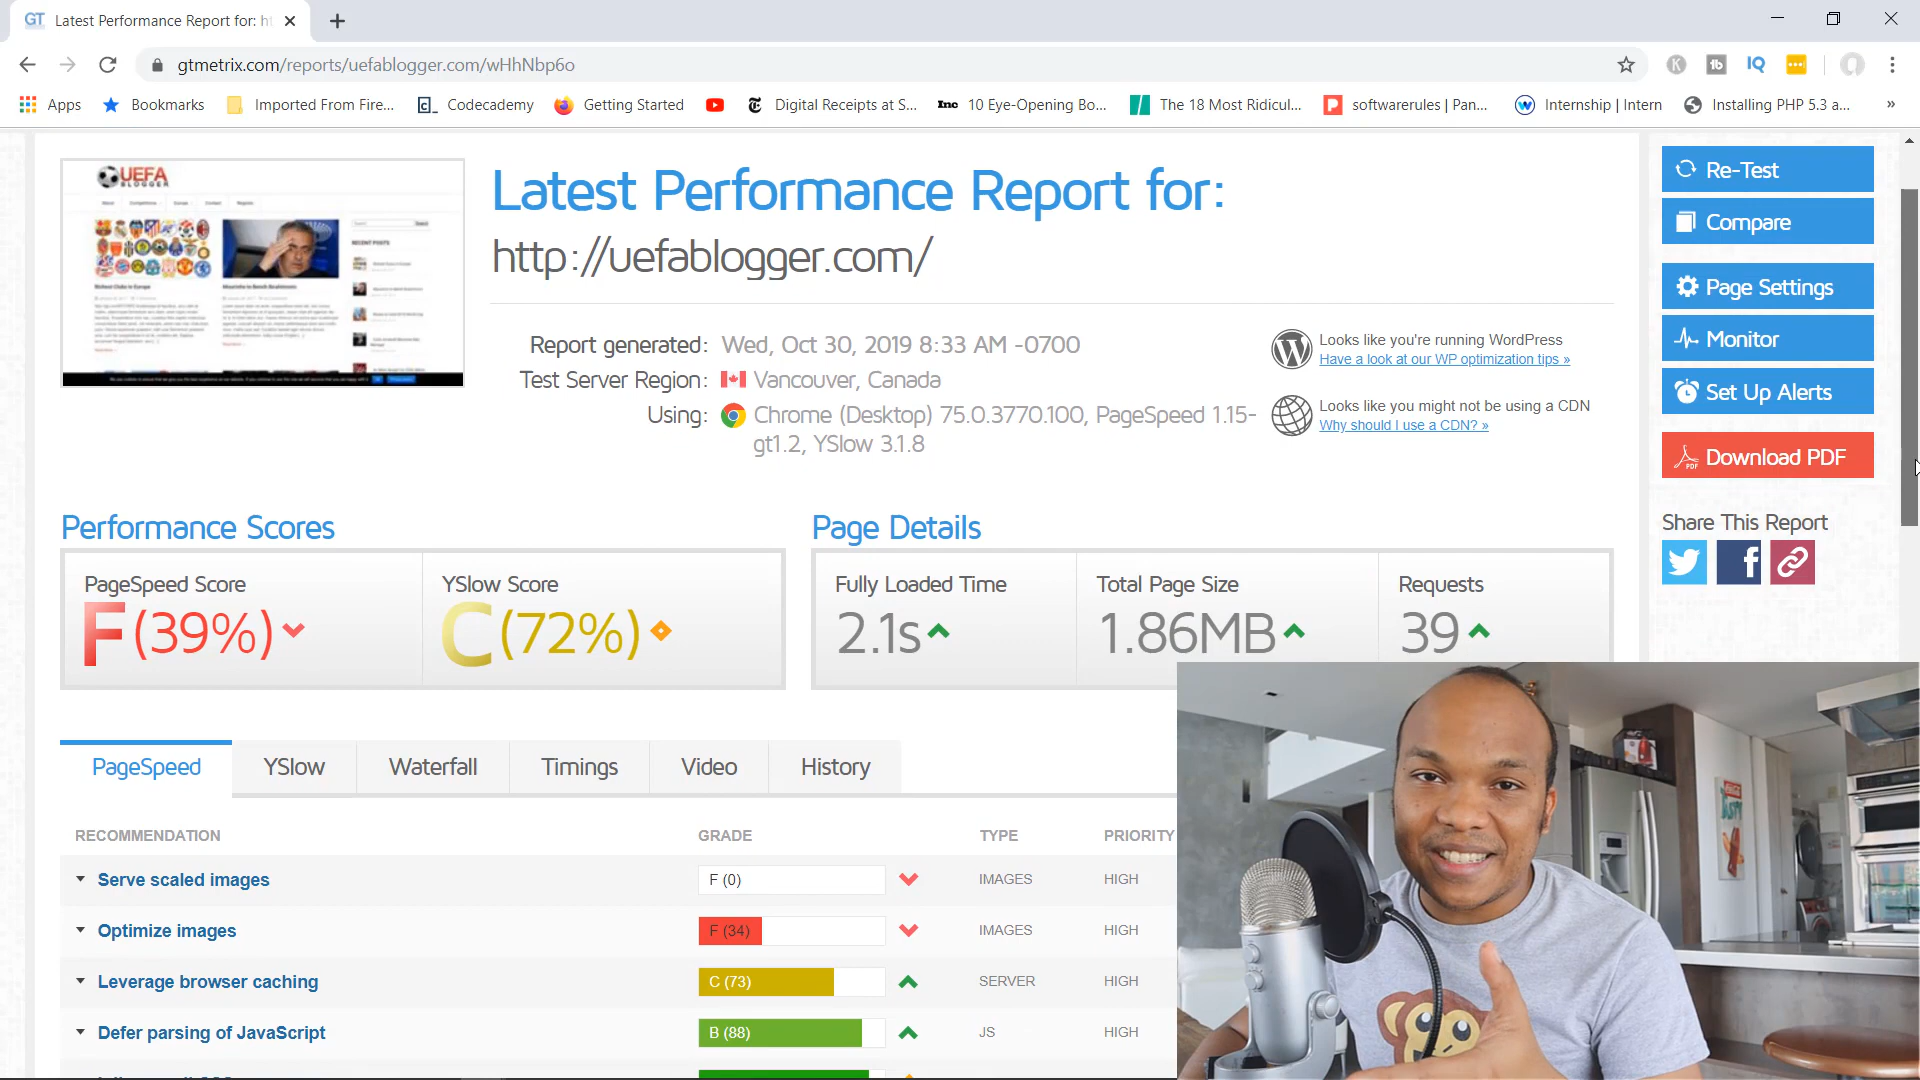 GT Latest Performance Report for: h
gtmetrix.com/reports/uefablogger.com/wHhNbp6o
K tb IQ
Apps Bookmarks Imported From Fire... Codecademy Getting Started Digital Receipts at S... Inc 10 Eye-Opening Bo... The 18 Most Ridicul... softwarerules | Pan... Internship | Intern Installing PHP 5.3 a... »
UEFA
BLOGGER
Latest Performance Report for:
http://uefablogger.com/
Report generated: Wed, Oct 30, 2019 8:33 AM -0700
Test Server Region: Vancouver, Canada
Using: Chrome (Desktop) 75.0.3770.100, PageSpeed 1.15-
gt1.2, YSlow 3.1.8
Looks like you're running WordPress
Have a look at our WP optimization tips »
Looks like you might not be using a CDN
Why should I use a CDN? »
Re-Test
Compare
Page Settings
Monitor
Set Up Alerts
Download PDF
Share This Report
Performance Scores
PageSpeed Score
F (39%)
YSlow Score
C (72%)
Page Details
Fully Loaded Time
2.1s
Total Page Size
1.86MB
Requests
39
PageSpeed YSlow Waterfall Timings Video History
RECOMMENDATION GRADE TYPE PRIORITY
Serve scaled images F (0) IMAGES HIGH
Optimize images F (34) IMAGES HIGH
Leverage browser caching C (73) SERVER HIGH
Defer parsing of JavaScript B (88) JS HIGH